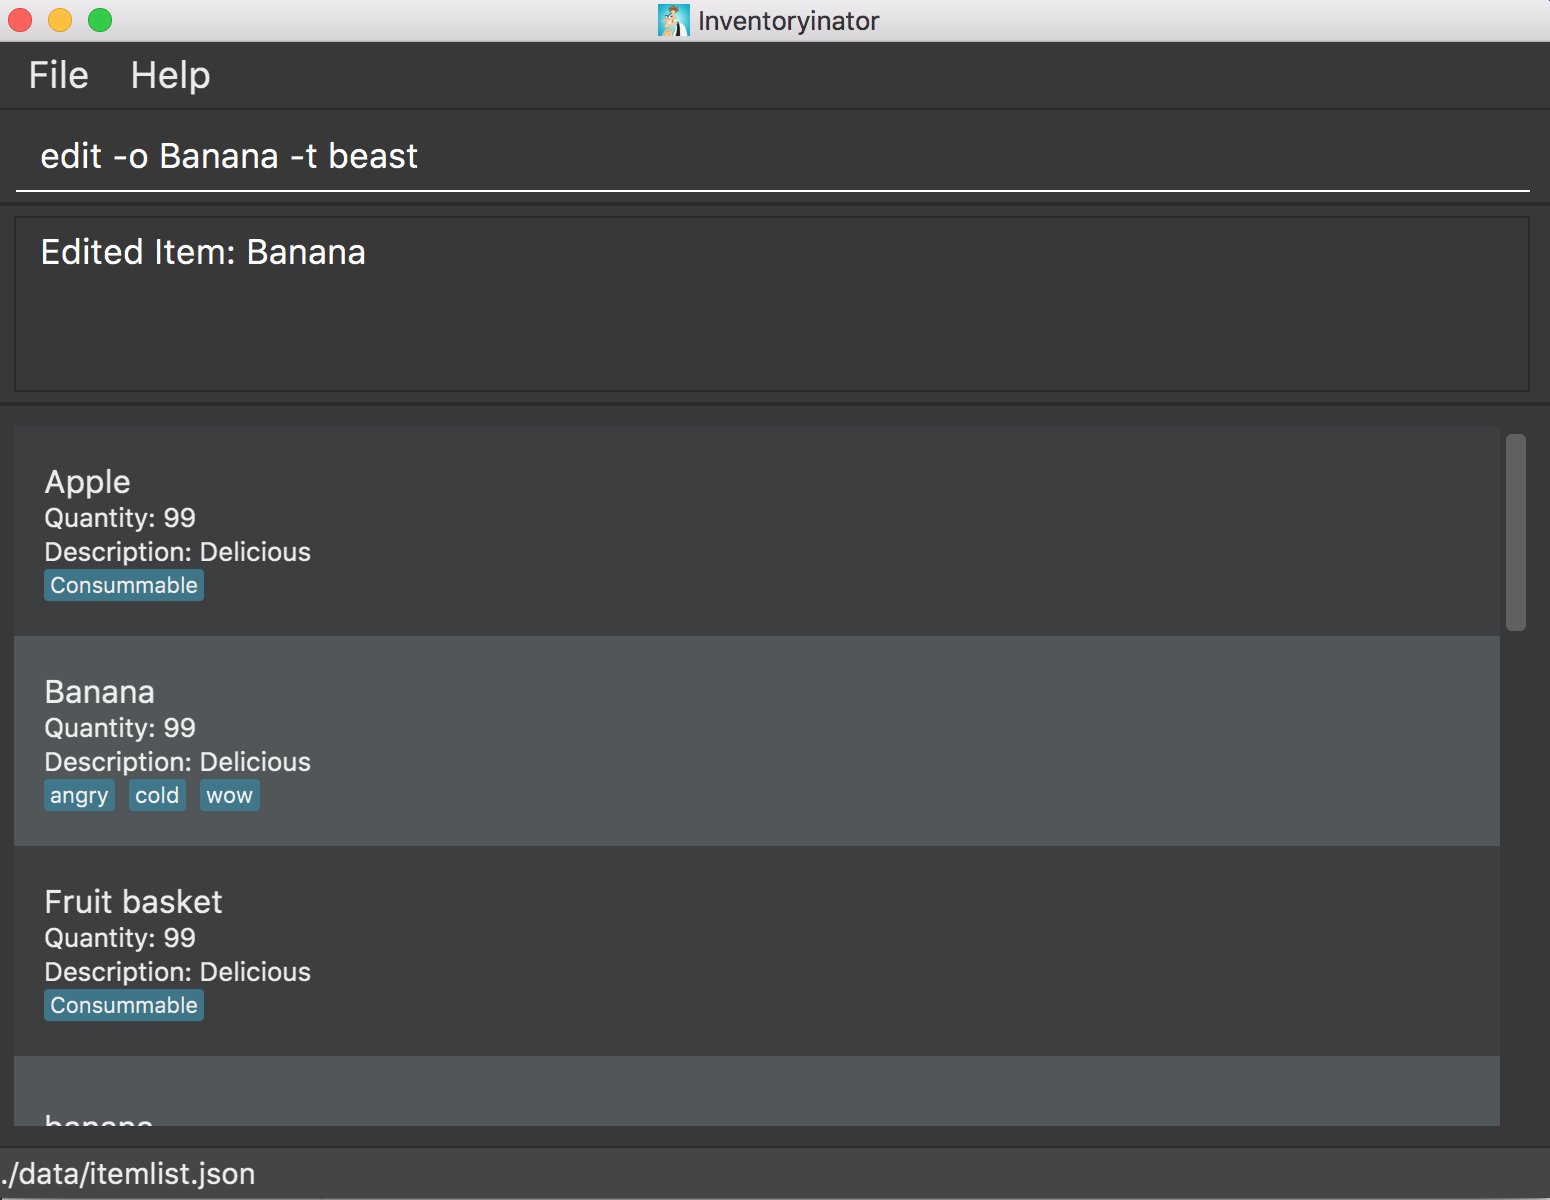 Inventoryinator
File Help
edit -o Banana -t beast
Edited Item: Banana
Apple
Quantity: 99
Description: Delicious
Consummable
Banana
Quantity: 99
Description: Delicious
angry cold wow
Fruit basket
Quantity: 99
Description: Delicious
Consummable
banana
./data/itemlist.json